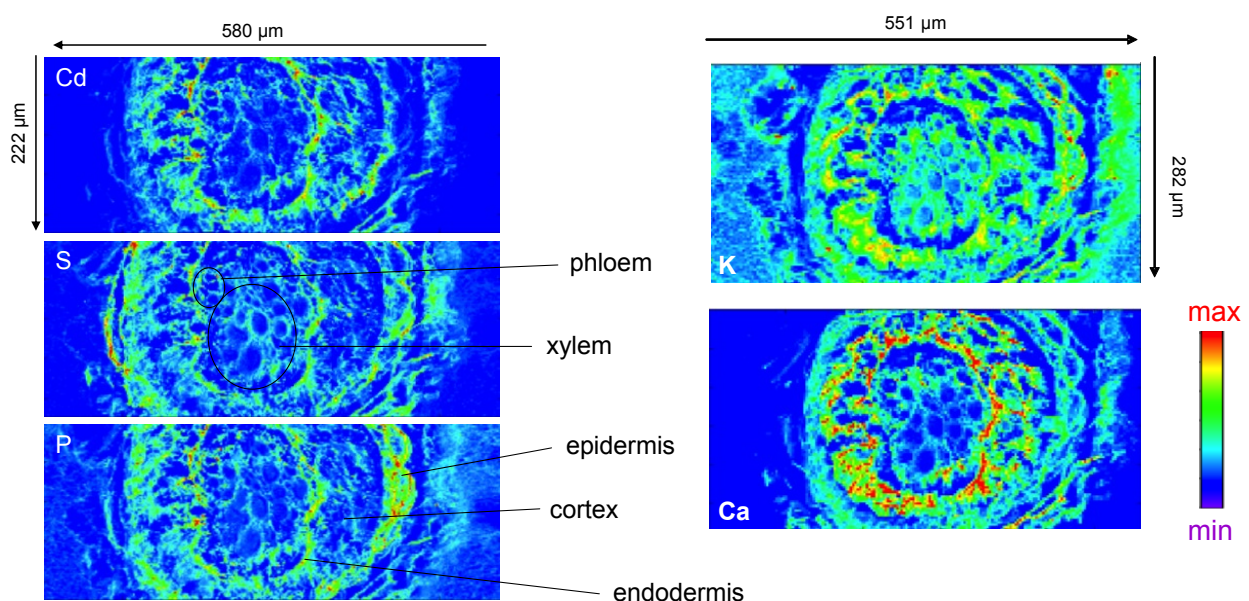 580 µm
551 µm
Cd
222 µm
K
282 µm
S
phloem
xylem
P
epidermis
cortex
endodermis
Ca
max
min